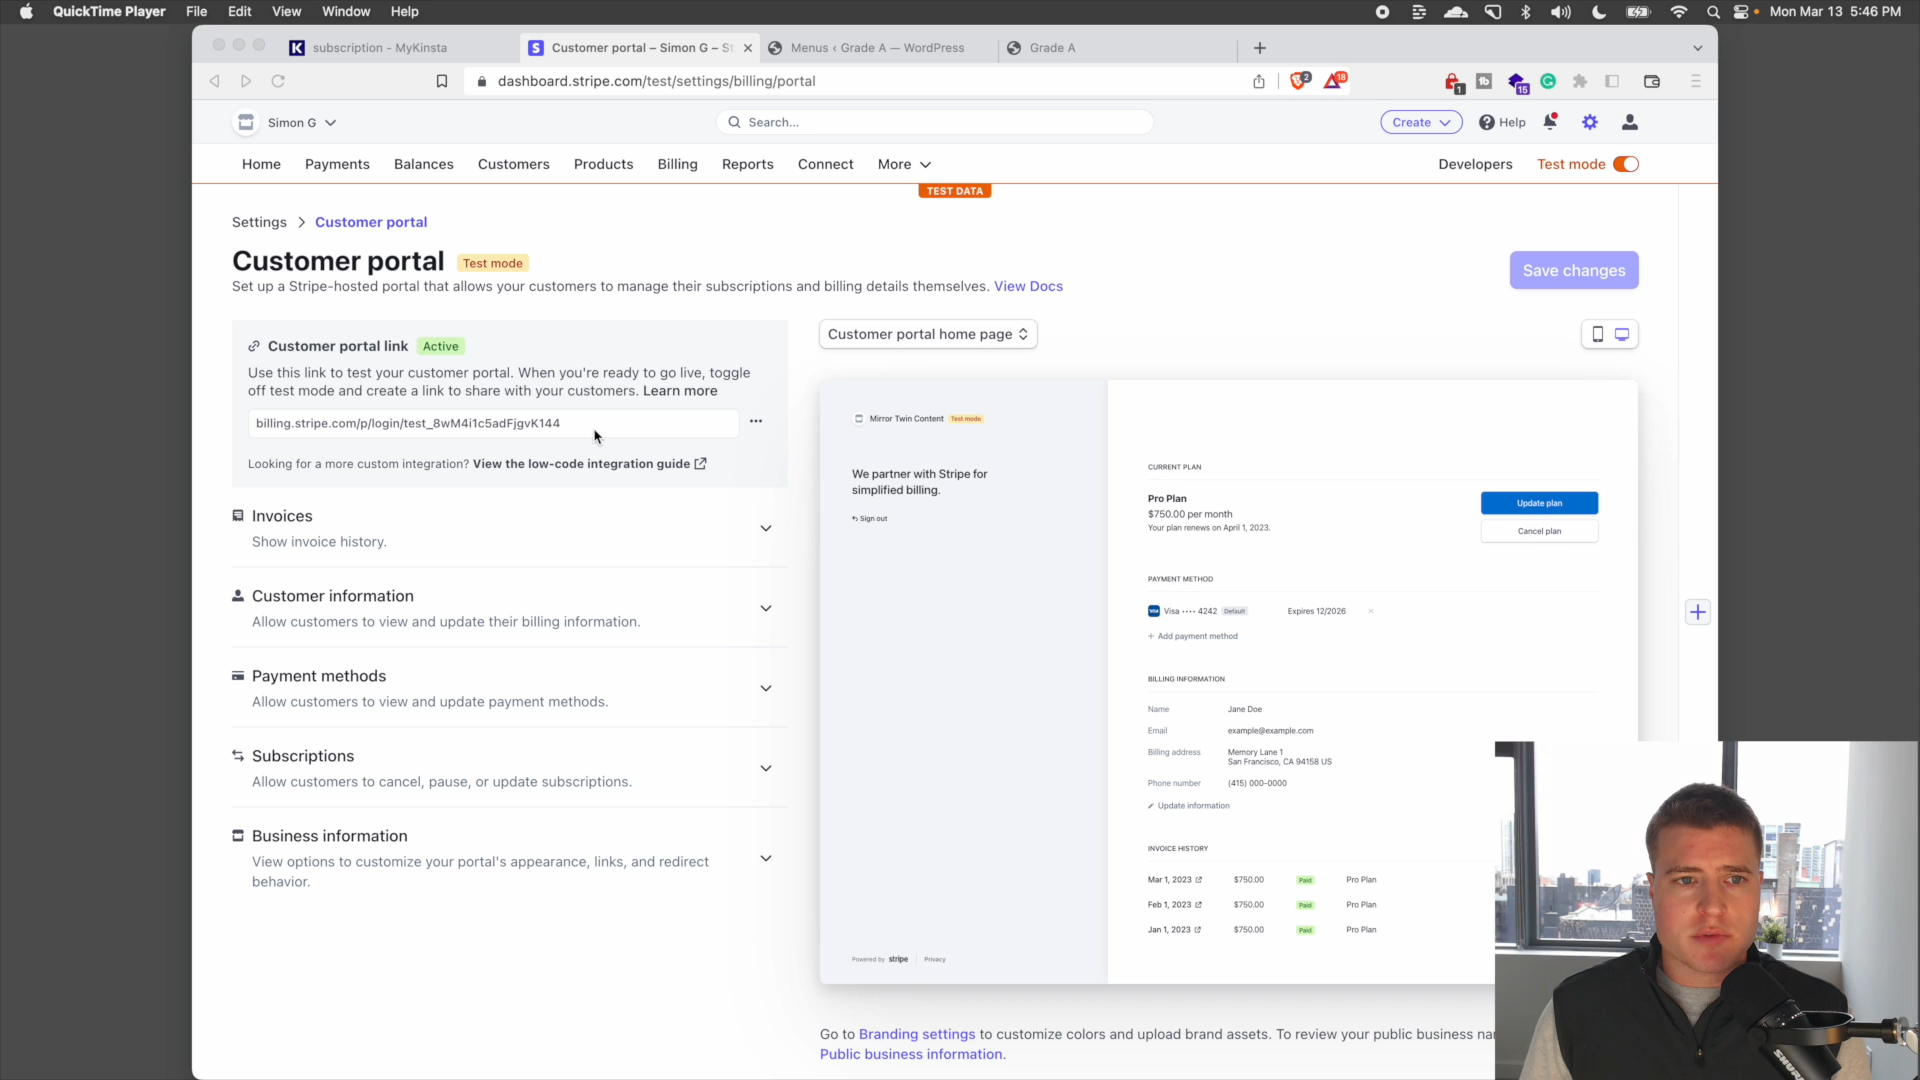 QuickTime Player File Edit View Window Help
Mon Mar 13 5:46 PM
subscription - MyKinsta
Customer portal – Simon G – St
Menus ‹ Grade A — WordPress
Grade A
dashboard.stripe.com/test/settings/billing/portal
2
18
1
15
Simon G
Search...
Create
Help
Home Payments Balances Customers Products Billing Reports Connect More
Developers Test mode
TEST DATA
Settings > Customer portal
Customer portal Test mode
Save changes
Set up a Stripe-hosted portal that allows your customers to manage their subscriptions and billing details themselves. View Docs
Customer portal link Active
Use this link to test your customer portal. When you're ready to go live, toggle
off test mode and create a link to share with your customers. Learn more
billing.stripe.com/p/login/test_8wM4i1c5adFjgvK144
Looking for a more custom integration? View the low-code integration guide
Invoices
Show invoice history.
Customer information
Allow customers to view and update their billing information.
Payment methods
Allow customers to view and update payment methods.
Subscriptions
Allow customers to cancel, pause, or update subscriptions.
Business information
View options to customize your portal's appearance, links, and redirect
behavior.
Customer portal home page
Mirror Twin Content Test mode
We partner with Stripe for
simplified billing.
Sign out
Powered by stripe Privacy
CURRENT PLAN
Pro Plan
$750.00 per month
Your plan renews on April 1, 2023.
Update plan
Cancel plan
PAYMENT METHOD
VISA Visa •••• 4242 Default Expires 12/2026 ×
+ Add payment method
BILLING INFORMATION
Name Jane Doe
Email example@example.com
Billing address Memory Lane 1
San Francisco, CA 94158 US
Phone number (415) 000-0000
Update information
INVOICE HISTORY
Mar 1, 2023 $750.00 Paid Pro Plan
Feb 1, 2023 $750.00 Paid Pro Plan
Jan 1, 2023 $750.00 Paid Pro Plan
Go to Branding settings to customize colors and upload brand assets. To review your public business
Public business information.
SHURE